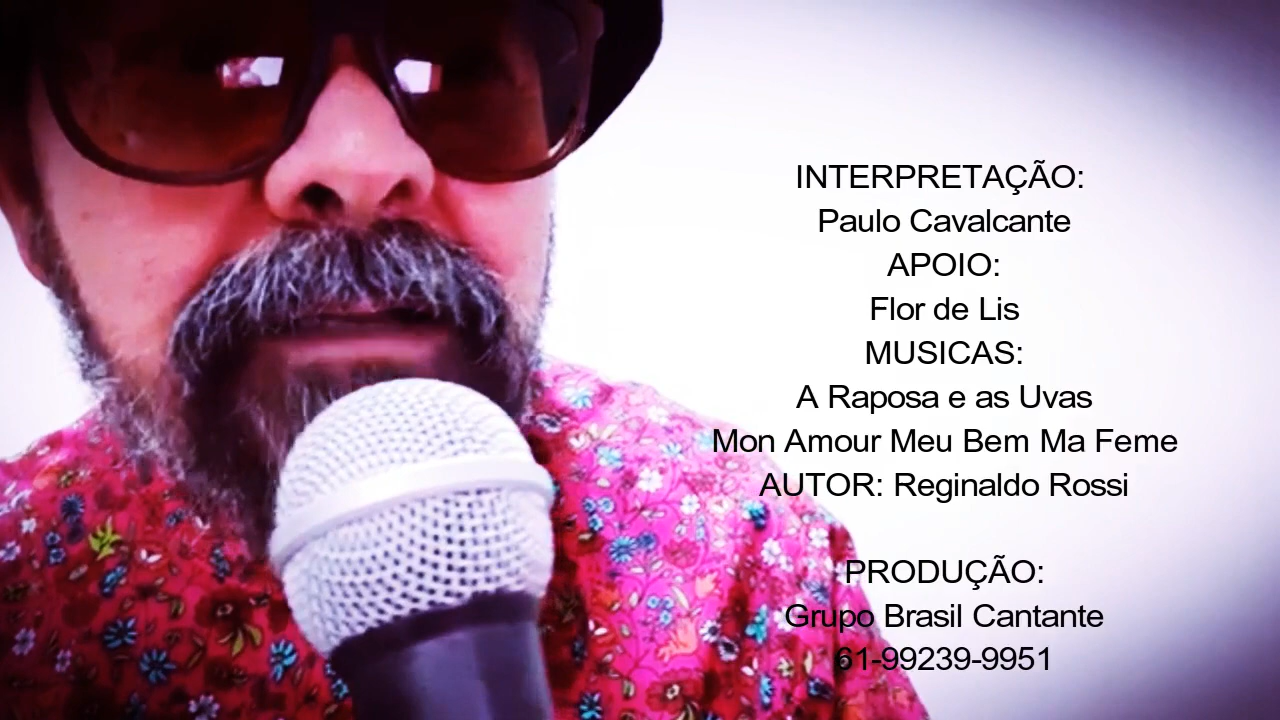 INTERPRETAÇÃO:
Paulo Cavalcante
APOIO:
Flor de Lis
MUSICAS:
A Raposa e as Uvas
Mon Amour Meu Bem Ma Feme
AUTOR: Reginaldo Rossi
PRODUÇÃO:
Grupo Brasil Cantante
61-99239-9951